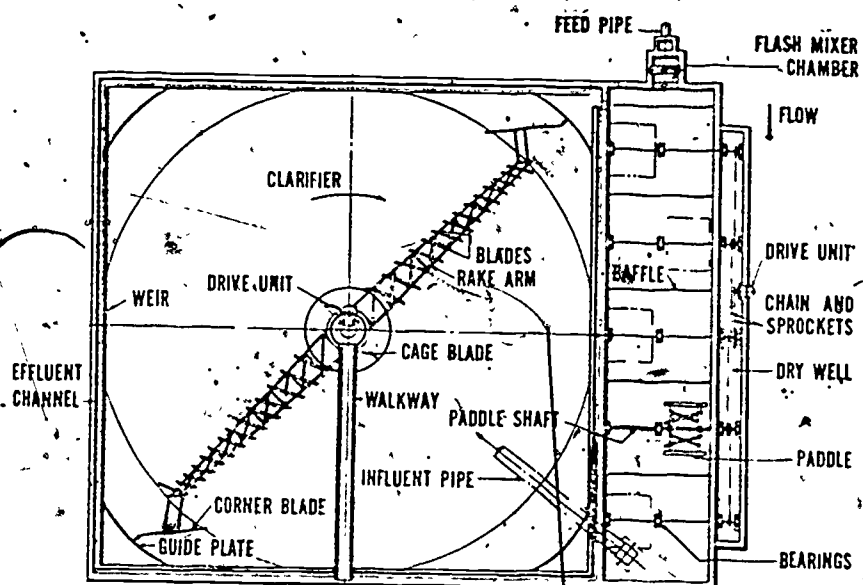 FEED PIPE
FLASH MIXER
CHAMBER
FLOW
CLARIFIER
BLADES
RAKE ARM
DRIVE UNIT
BAFFLE
DRIVE UNIT
WEIR
CHAIN AND
SPROCKETS
CAGE BLADE
EFFLUENT
CHANNEL
WALKWAY
DRY WELL
PADDLE SHAFT
PADDLE
INFLUENT PIPE
CORNER BLADE
GUIDE PLATE
BEARINGS